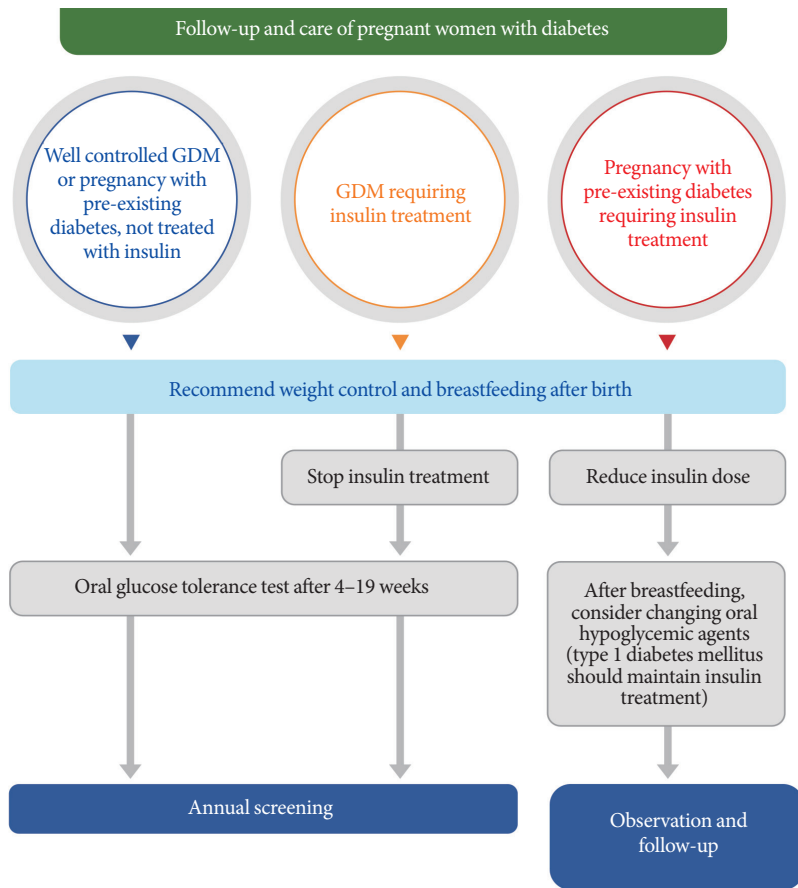 Follow-up and care of pregnant women with diabetes
Well controlled GDM
or pregnancy with
pre-existing
diabetes, not treated
with insulin
GDM requiring
insulin treatment
Pregnancy with
pre-existing diabetes
requiring insulin
treatment
Recommend weight control and breastfeeding after birth
Stop insulin treatment
Reduce insulin dose
Oral glucose tolerance test after 4–19 weeks
After breastfeeding,
consider changing oral
hypoglycemic agents
(type 1 diabetes mellitus
should maintain insulin
treatment)
Annual screening
Observation and
follow-up